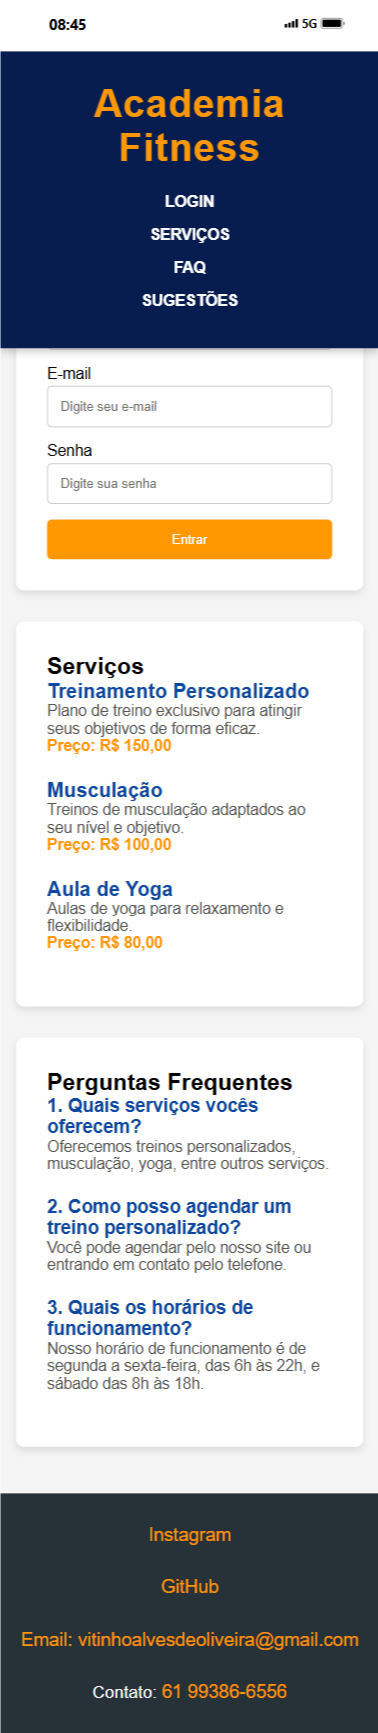 08:45
5G
Academia
Fitness
LOGIN
SERVIÇOS
FAQ
SUGESTÕES
E-mail
Digite seu e-mail
Senha
Digite sua senha
Entrar
Serviços
Treinamento Personalizado
Plano de treino exclusivo para atingir
seus objetivos de forma eficaz.
Preço: R$ 150,00
Musculação
Treinos de musculação adaptados ao
seu nível e objetivo.
Preço: R$ 100,00
Aula de Yoga
Aulas de yoga para relaxamento e
flexibilidade.
Preço: R$ 80,00
Perguntas Frequentes
1. Quais serviços vocês
oferecem?
Oferecemos treinos personalizados,
musculação, yoga, entre outros serviços.
2. Como posso agendar um
treino personalizado?
Você pode agendar pelo nosso site ou
entrando em contato pelo telefone.
3. Quais os horários de
funcionamento?
Nosso horário de funcionamento é de
segunda a sexta-feira, das 6h às 22h, e
sábado das 8h às 18h.
Instagram
GitHub
Email: vitinhoalvesdeoliveira@gmail.com
Contato: 61 99386-6556